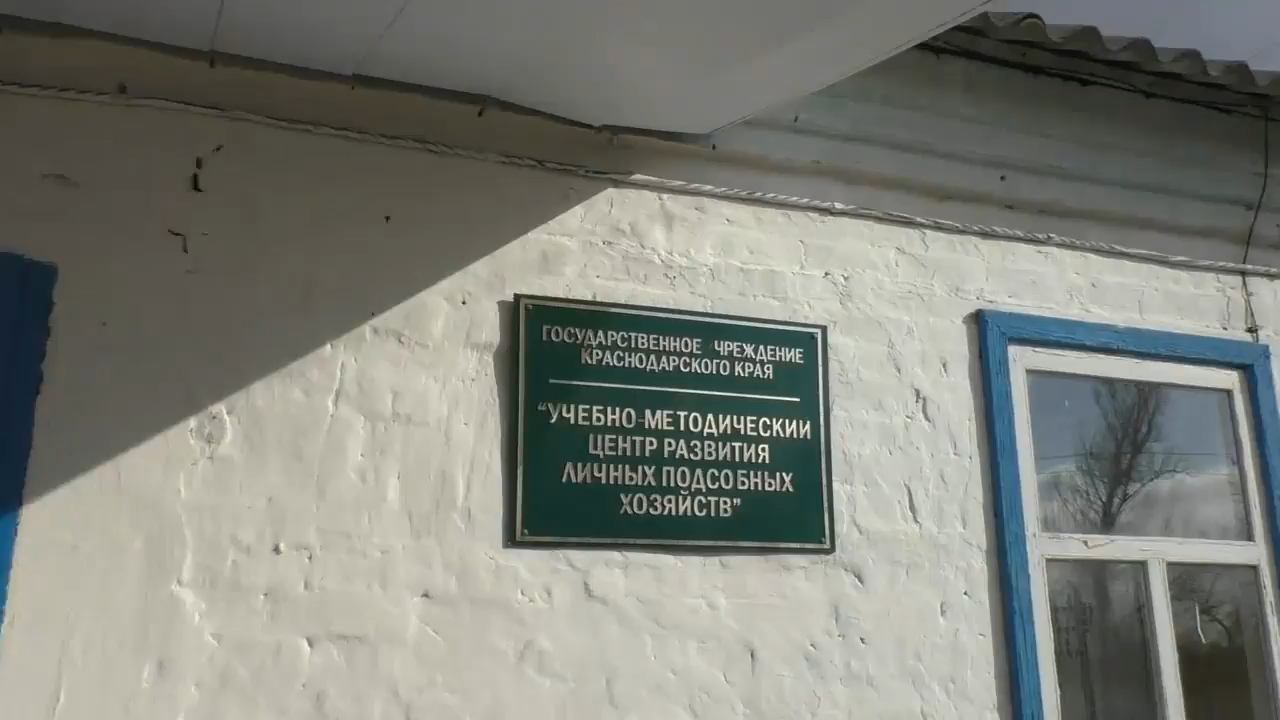 ГОСУДАРСТВЕННОЕ ЧРЕЖДЕНИЕ
КРАСНОДАРСКОГО КРАЯ
"УЧЕБНО-МЕТОДИЧЕСКИЙ
ЦЕНТР РАЗВИТИЯ
ЛИЧНЫХ ПОДСОБНЫХ
ХОЗЯЙСТВ"